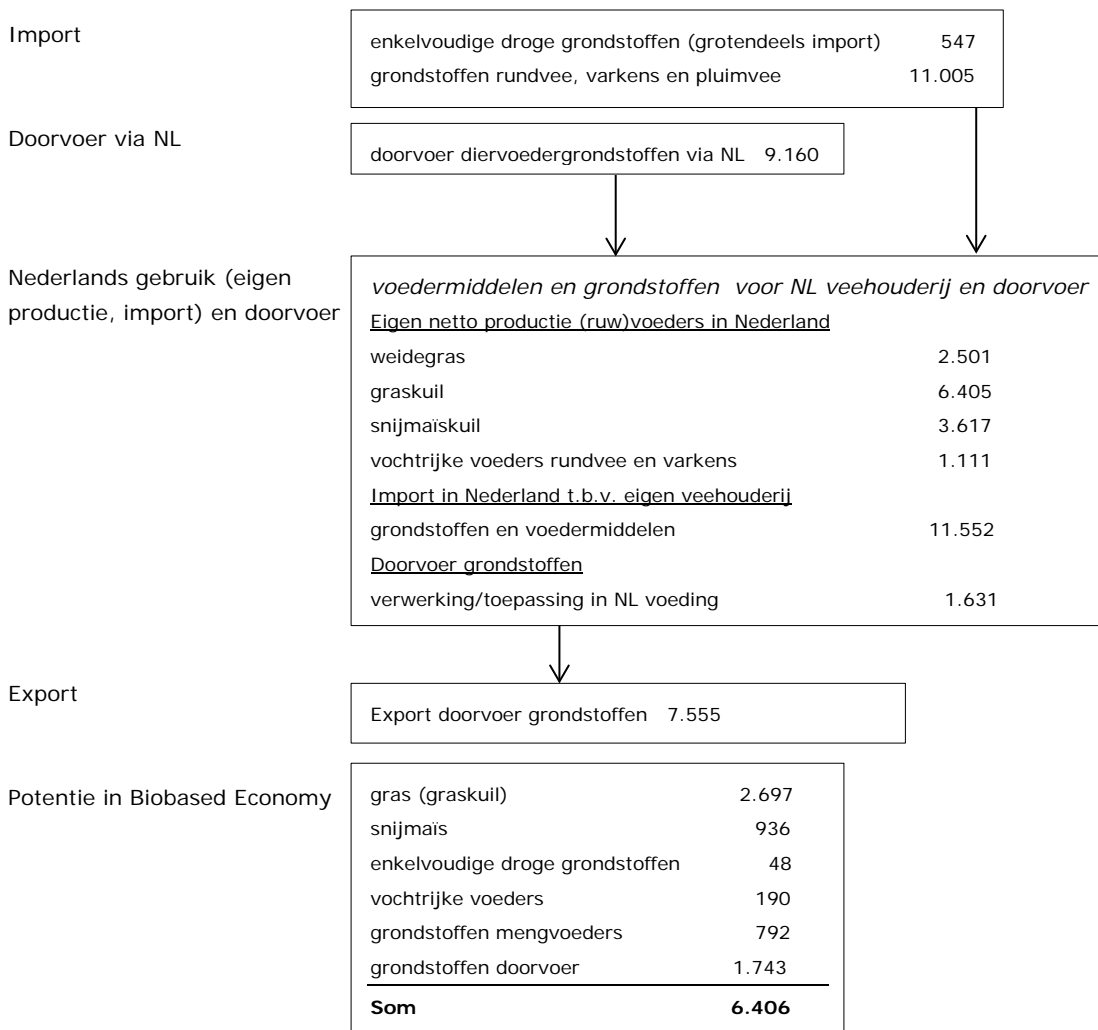 Import
enkelvoudige droge grondstoffen (grotendeels import) 547
grondstoffen rundvee, varkens en pluimvee 11.005
Doorvoer via NL
doorvoer diervoedergrondstoffen via NL 9.160
Nederlands gebruik (eigen
productie, import) en doorvoer
voedermiddelen en grondstoffen voor NL veehouderij en doorvoer
Eigen netto productie (ruw)voeders in Nederland
weidegras 2.501
graskuil 6.405
snijmaïskuil 3.617
vochtrijke voeders rundvee en varkens 1.111
Import in Nederland t.b.v. eigen veehouderij
grondstoffen en voedermiddelen 11.552
Doorvoer grondstoffen
verwerking/toepassing in NL voeding 1.631
Export
Export doorvoer grondstoffen 7.555
Potentie in Biobased Economy
gras (graskuil) 2.697
snijmaïs 936
enkelvoudige droge grondstoffen 48
vochtrijke voeders 190
grondstoffen mengvoeders 792
grondstoffen doorvoer 1.743
Som 6.406